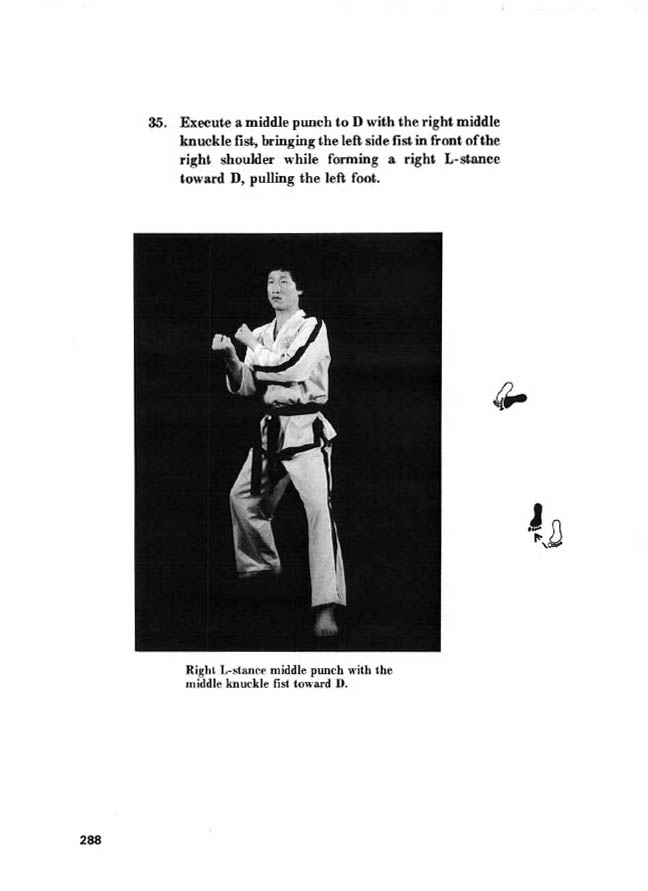 35. Execute a middle punch to D with the right middle
knuckle fist, bringing the left side fist in front of the
right shoulder while forming a right L-stance
toward D, pulling the left foot.
Right L-stance middle punch with the
middle knuckle fist toward D.
288